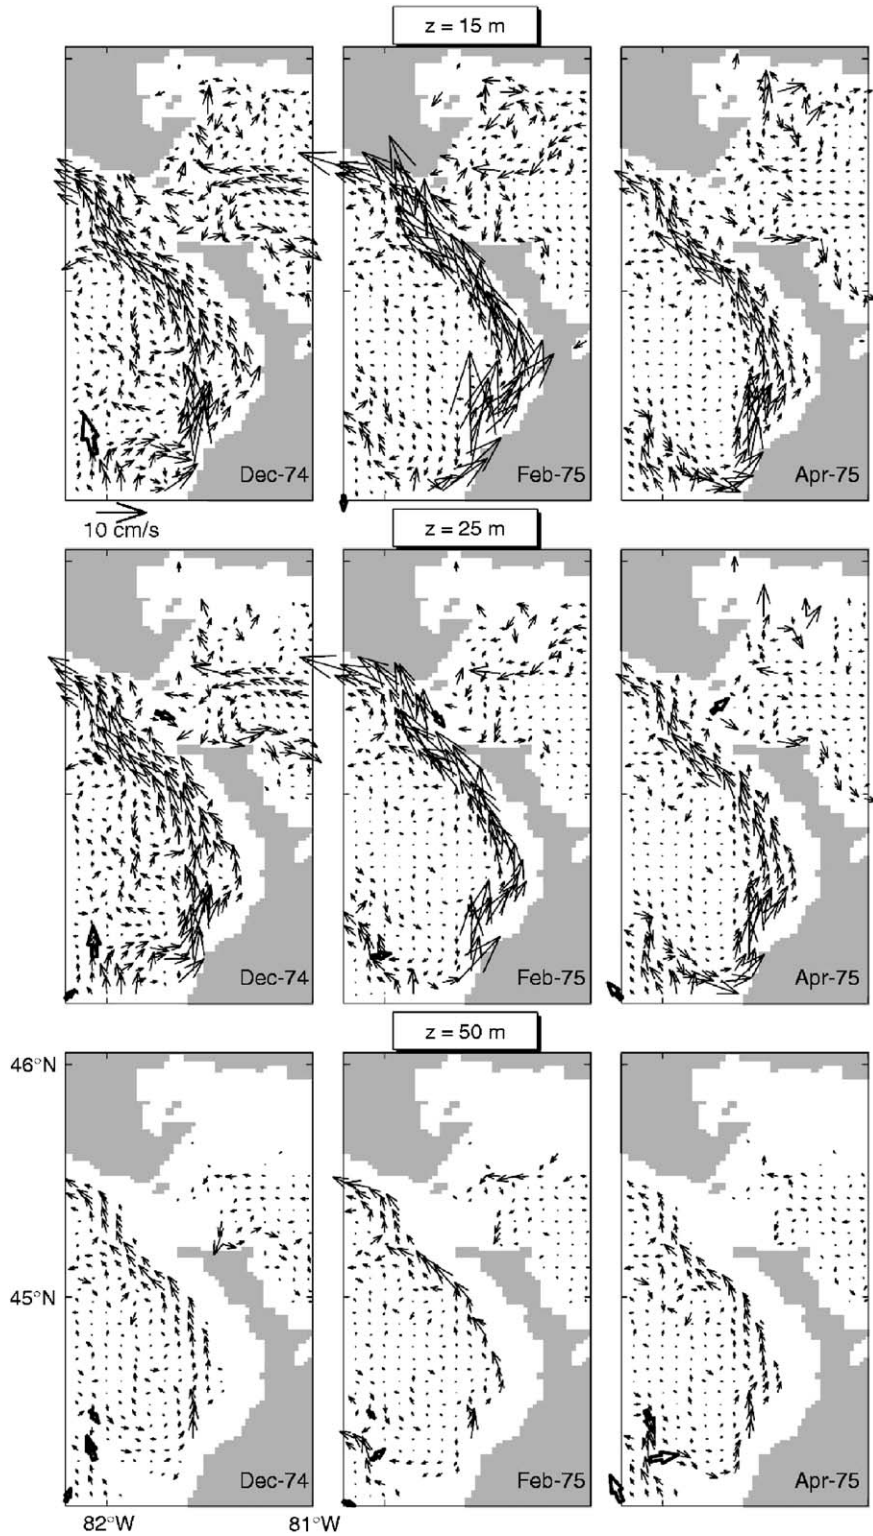 z = 15 m
Dec-74
Feb-75
Apr-75
10 cm/s
z = 25 m
Dec-74
Feb-75
Apr-75
z = 50 m
46°N
45°N
Dec-74
Feb-75
Apr-75
82°W
81°W